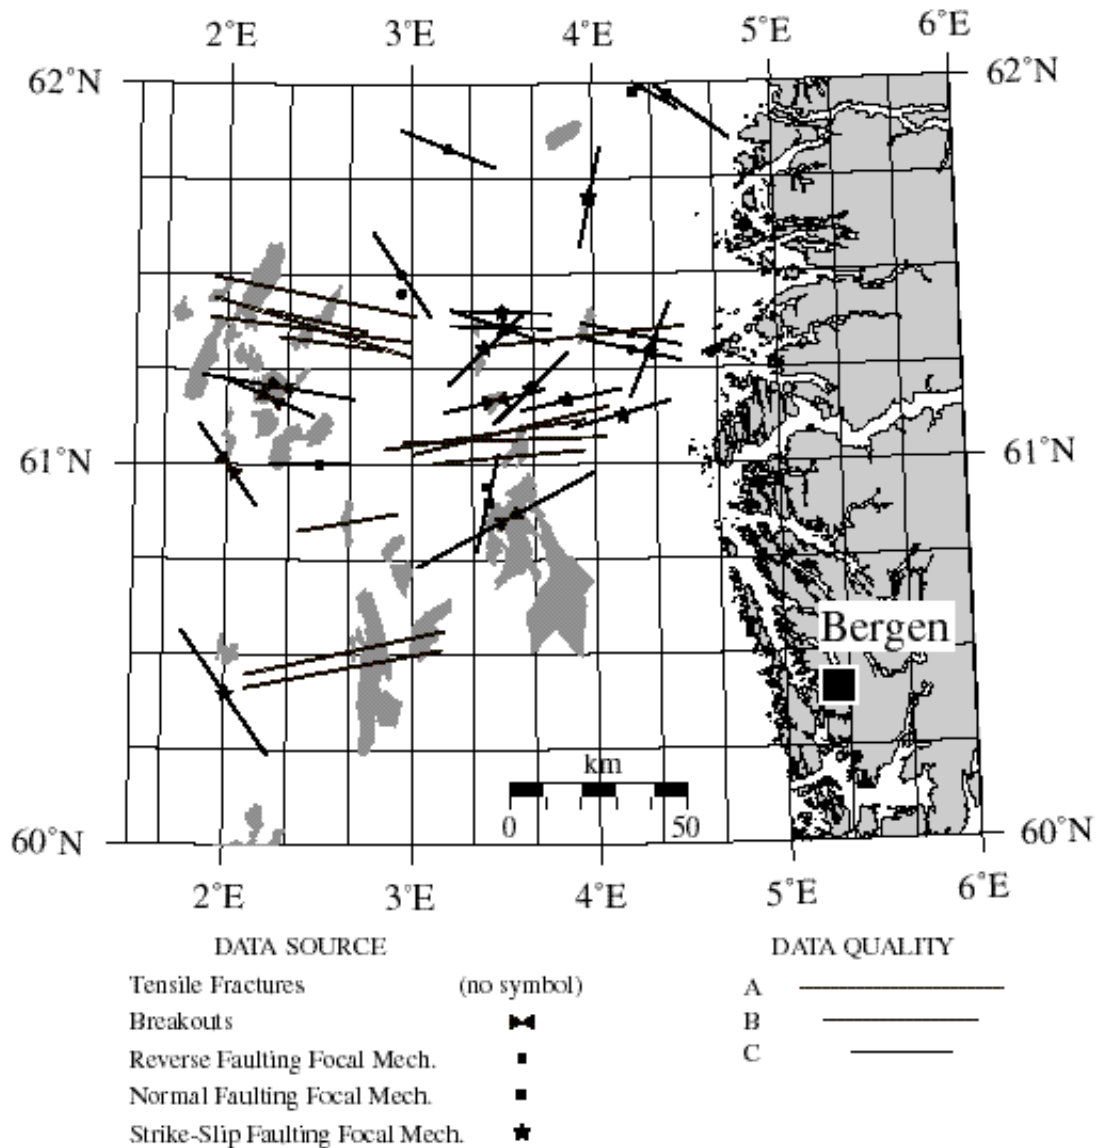 2°E 3°E 4°E 5°E 6°E
62°N 62°N
61°N 61°N
Bergen
km
0 50
60°N 60°N
2°E 3°E 4°E 5°E 6°E
DATA SOURCE DATA QUALITY
Tensile Fractures (no symbol) A
Breakouts B
Reverse Faulting Focal Mech. C
Normal Faulting Focal Mech.
Strike-Slip Faulting Focal Mech.